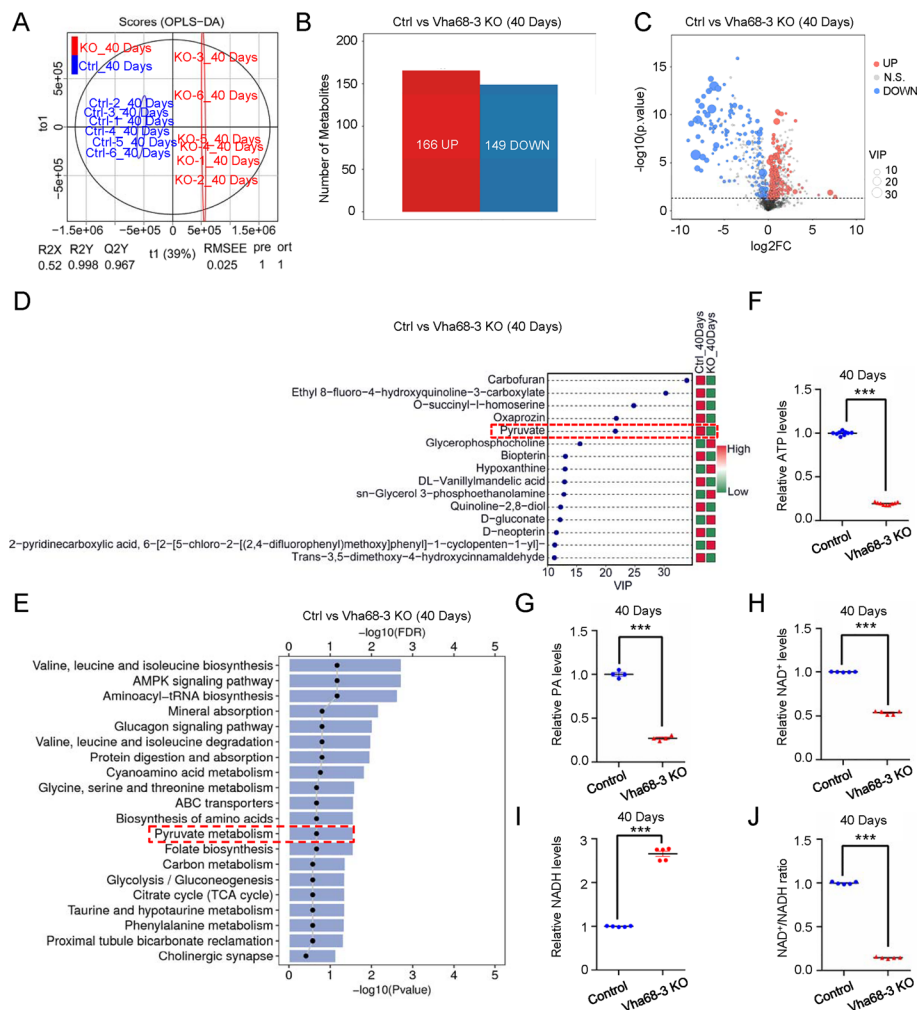 A
Scores (OPLS-DA)
KO_40 Days
Ctrl_40 Days
KO-3_40 Days
KO-6_40 Days
Ctrl-2_40 Days
Ctrl-3_40 Days
Ctrl-1_40 Days
Ctrl-4_40 Days
Ctrl-5_40 Days
Ctrl-6_40 Days
KO-5_40 Days
KO-4_40 Days
KO-1_40 Days
KO-2_40 Days
to1
5e+05
0
-5e+05
-1.5e+06
-5e+05
0
5e+05
1.5e+06
t1 (39%)
R2X R2Y Q2Y RMSEE pre ort
0.52 0.998 0.967 0.025 1 1
B
Ctrl vs Vha68-3 KO (40 Days)
Number of Metabolites
200
150
100
50
0
166 UP
149 DOWN
C
Ctrl vs Vha68-3 KO (40 Days)
-log10(p.value)
15
10
5
0
-10 -5 0 5 10
log2FC
UP
N.S.
DOWN
VIP
10
20
30
D
Ctrl vs Vha68-3 KO (40 Days)
Ctrl_40Days
KO_40Days
Carbofuran
Ethyl 8-fluoro-4-hydroxyquinoline-3-carboxylate
O-succinyl-l-homoserine
Oxaprozin
Pyruvate
Glycerophosphocholine
Biopterin
Hypoxanthine
DL-Vanillylmandelic acid
sn-Glycerol 3-phosphoethanolamine
Quinoline-2,8-diol
D-gluconate
D-neopterin
2-pyridinecarboxylic acid, 6-[2-[5-chloro-2-[(2,4-difluorophenyl)methoxy]phenyl]-1-cyclopenten-1-yl]-
Trans-3,5-dimethoxy-4-hydroxycinnamaldehyde
10 15 20 25 30
VIP
High
Low
E
Ctrl vs Vha68-3 KO (40 Days)
-log10(FDR)
0 1 2 3 4 5
Valine, leucine and isoleucine biosynthesis
AMPK signaling pathway
Aminoacyl-tRNA biosynthesis
Mineral absorption
Glucagon signaling pathway
Valine, leucine and isoleucine degradation
Protein digestion and absorption
Cyanoamino acid metabolism
Glycine, serine and threonine metabolism
ABC transporters
Biosynthesis of amino acids
Pyruvate metabolism
Folate biosynthesis
Carbon metabolism
Glycolysis / Gluconeogenesis
Citrate cycle (TCA cycle)
Taurine and hypotaurine metabolism
Phenylalanine metabolism
Proximal tubule bicarbonate reclamation
Cholinergic synapse
0 1 2 3 4 5
-log10(Pvalue)
F
40 Days
***
Relative ATP levels
1.5
1.0
0.5
0
Control
Vha68-3 KO
G
40 Days
***
Relative PA levels
1.5
1.0
0.5
0
Control
Vha68-3 KO
H
40 Days
***
Relative NAD⁺ levels
1.5
1.0
0.5
0
Control
Vha68-3 KO
I
40 Days
***
Relative NADH levels
3
2
1
0
Control
Vha68-3 KO
J
40 Days
***
NAD⁺/NADH ratio
1.5
1.0
0.5
0
Control
Vha68-3 KO